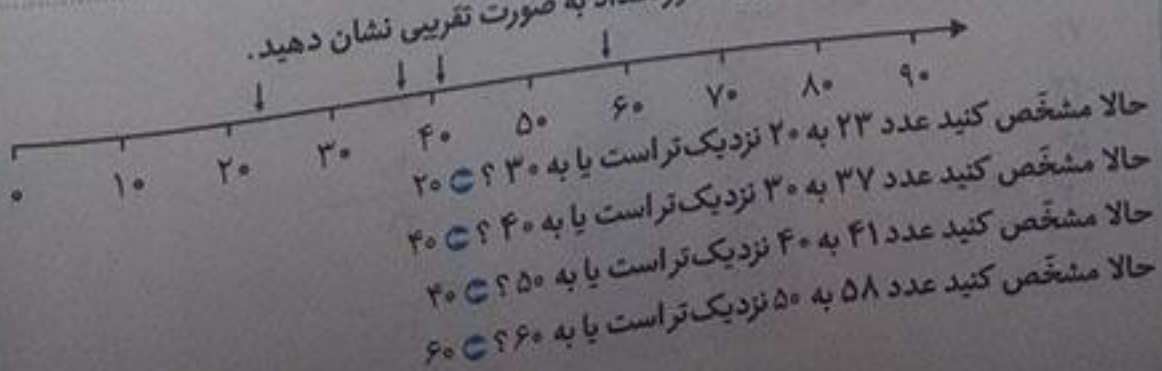 به صورت تقریبی نشان دهید.
۰ ۱۰ ۲۰ ۳۰ ۴۰ ۵۰ ۶۰ ۷۰ ۸۰ ۹۰
حالا مشخّص کنید عدد ۲۳ به ۲۰ نزدیک‌تر است یا به ۳۰ ؟ ۲۰
حالا مشخّص کنید عدد ۳۷ به ۳۰ نزدیک‌تر است یا به ۴۰ ؟ ۴۰
حالا مشخّص کنید عدد ۴۱ به ۴۰ نزدیک‌تر است یا به ۵۰ ؟ ۴۰
حالا مشخّص کنید عدد ۵۸ به ۵۰ نزدیک‌تر است یا به ۶۰ ؟ ۶۰